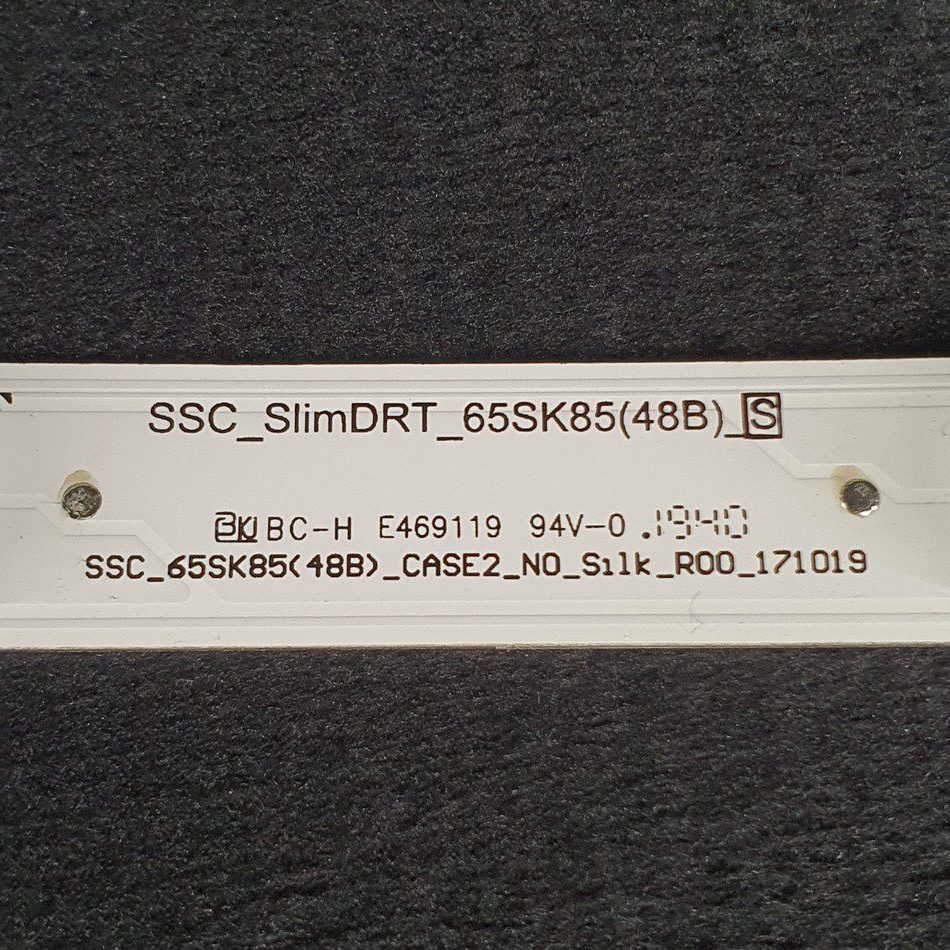 SSC_SlimDRT_65SK85(48B)_S
BC-H E469119 94V-0 .1940
SSC_65SK85(48B)_CASE2_NO_Silk_R00_171019